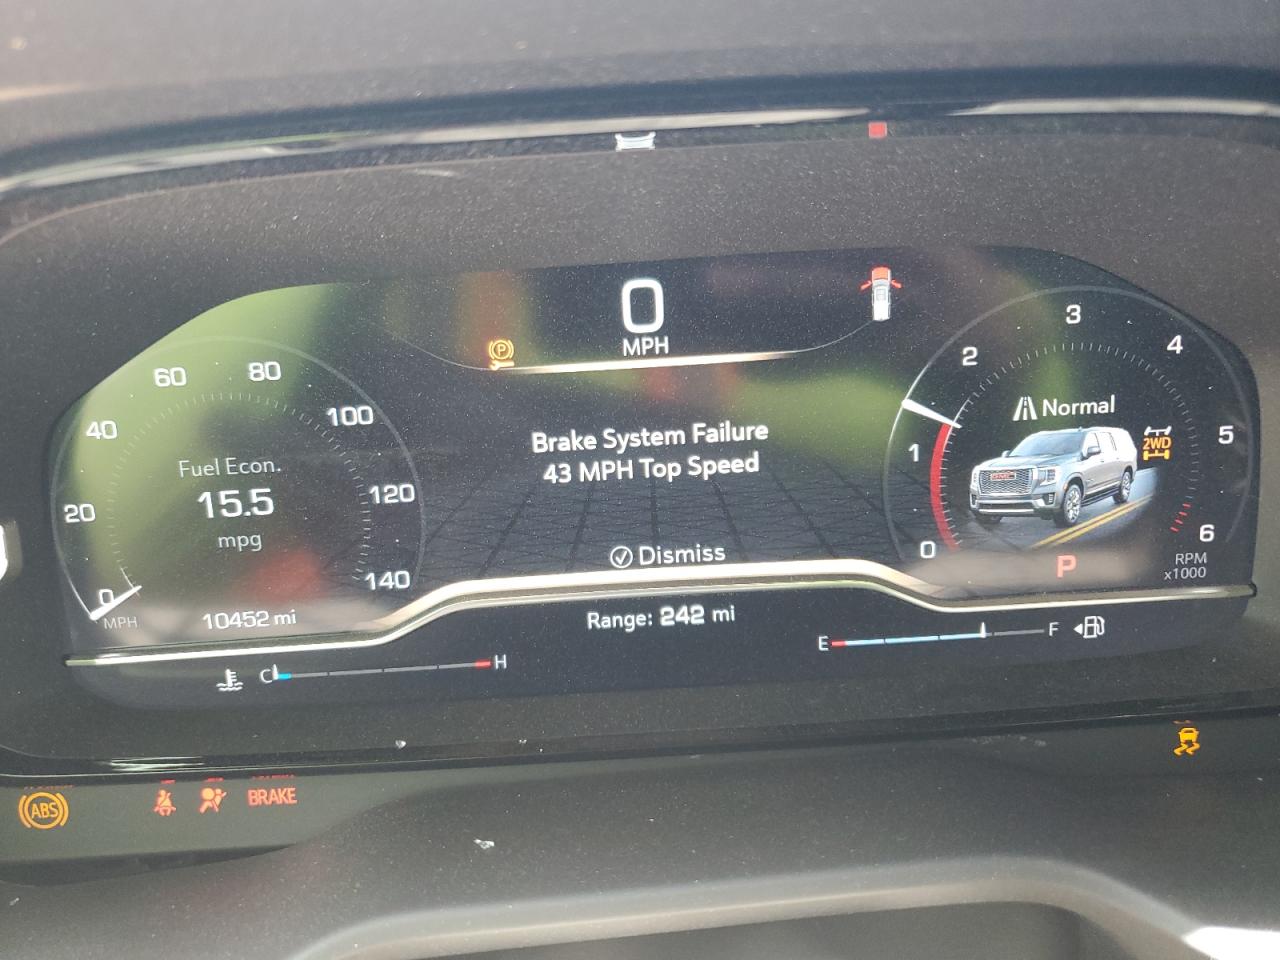 0
MPH
P
Brake System Failure
43 MPH Top Speed
Dismiss
0
20
40
60
80
100
120
140
MPH
Fuel Econ.
15.5
mpg
10452 mi
0
1
2
3
4
5
6
RPM
x1000
Normal
2WD
GMC
P
Range: 242 mi
C
H
E
F
ABS
BRAKE